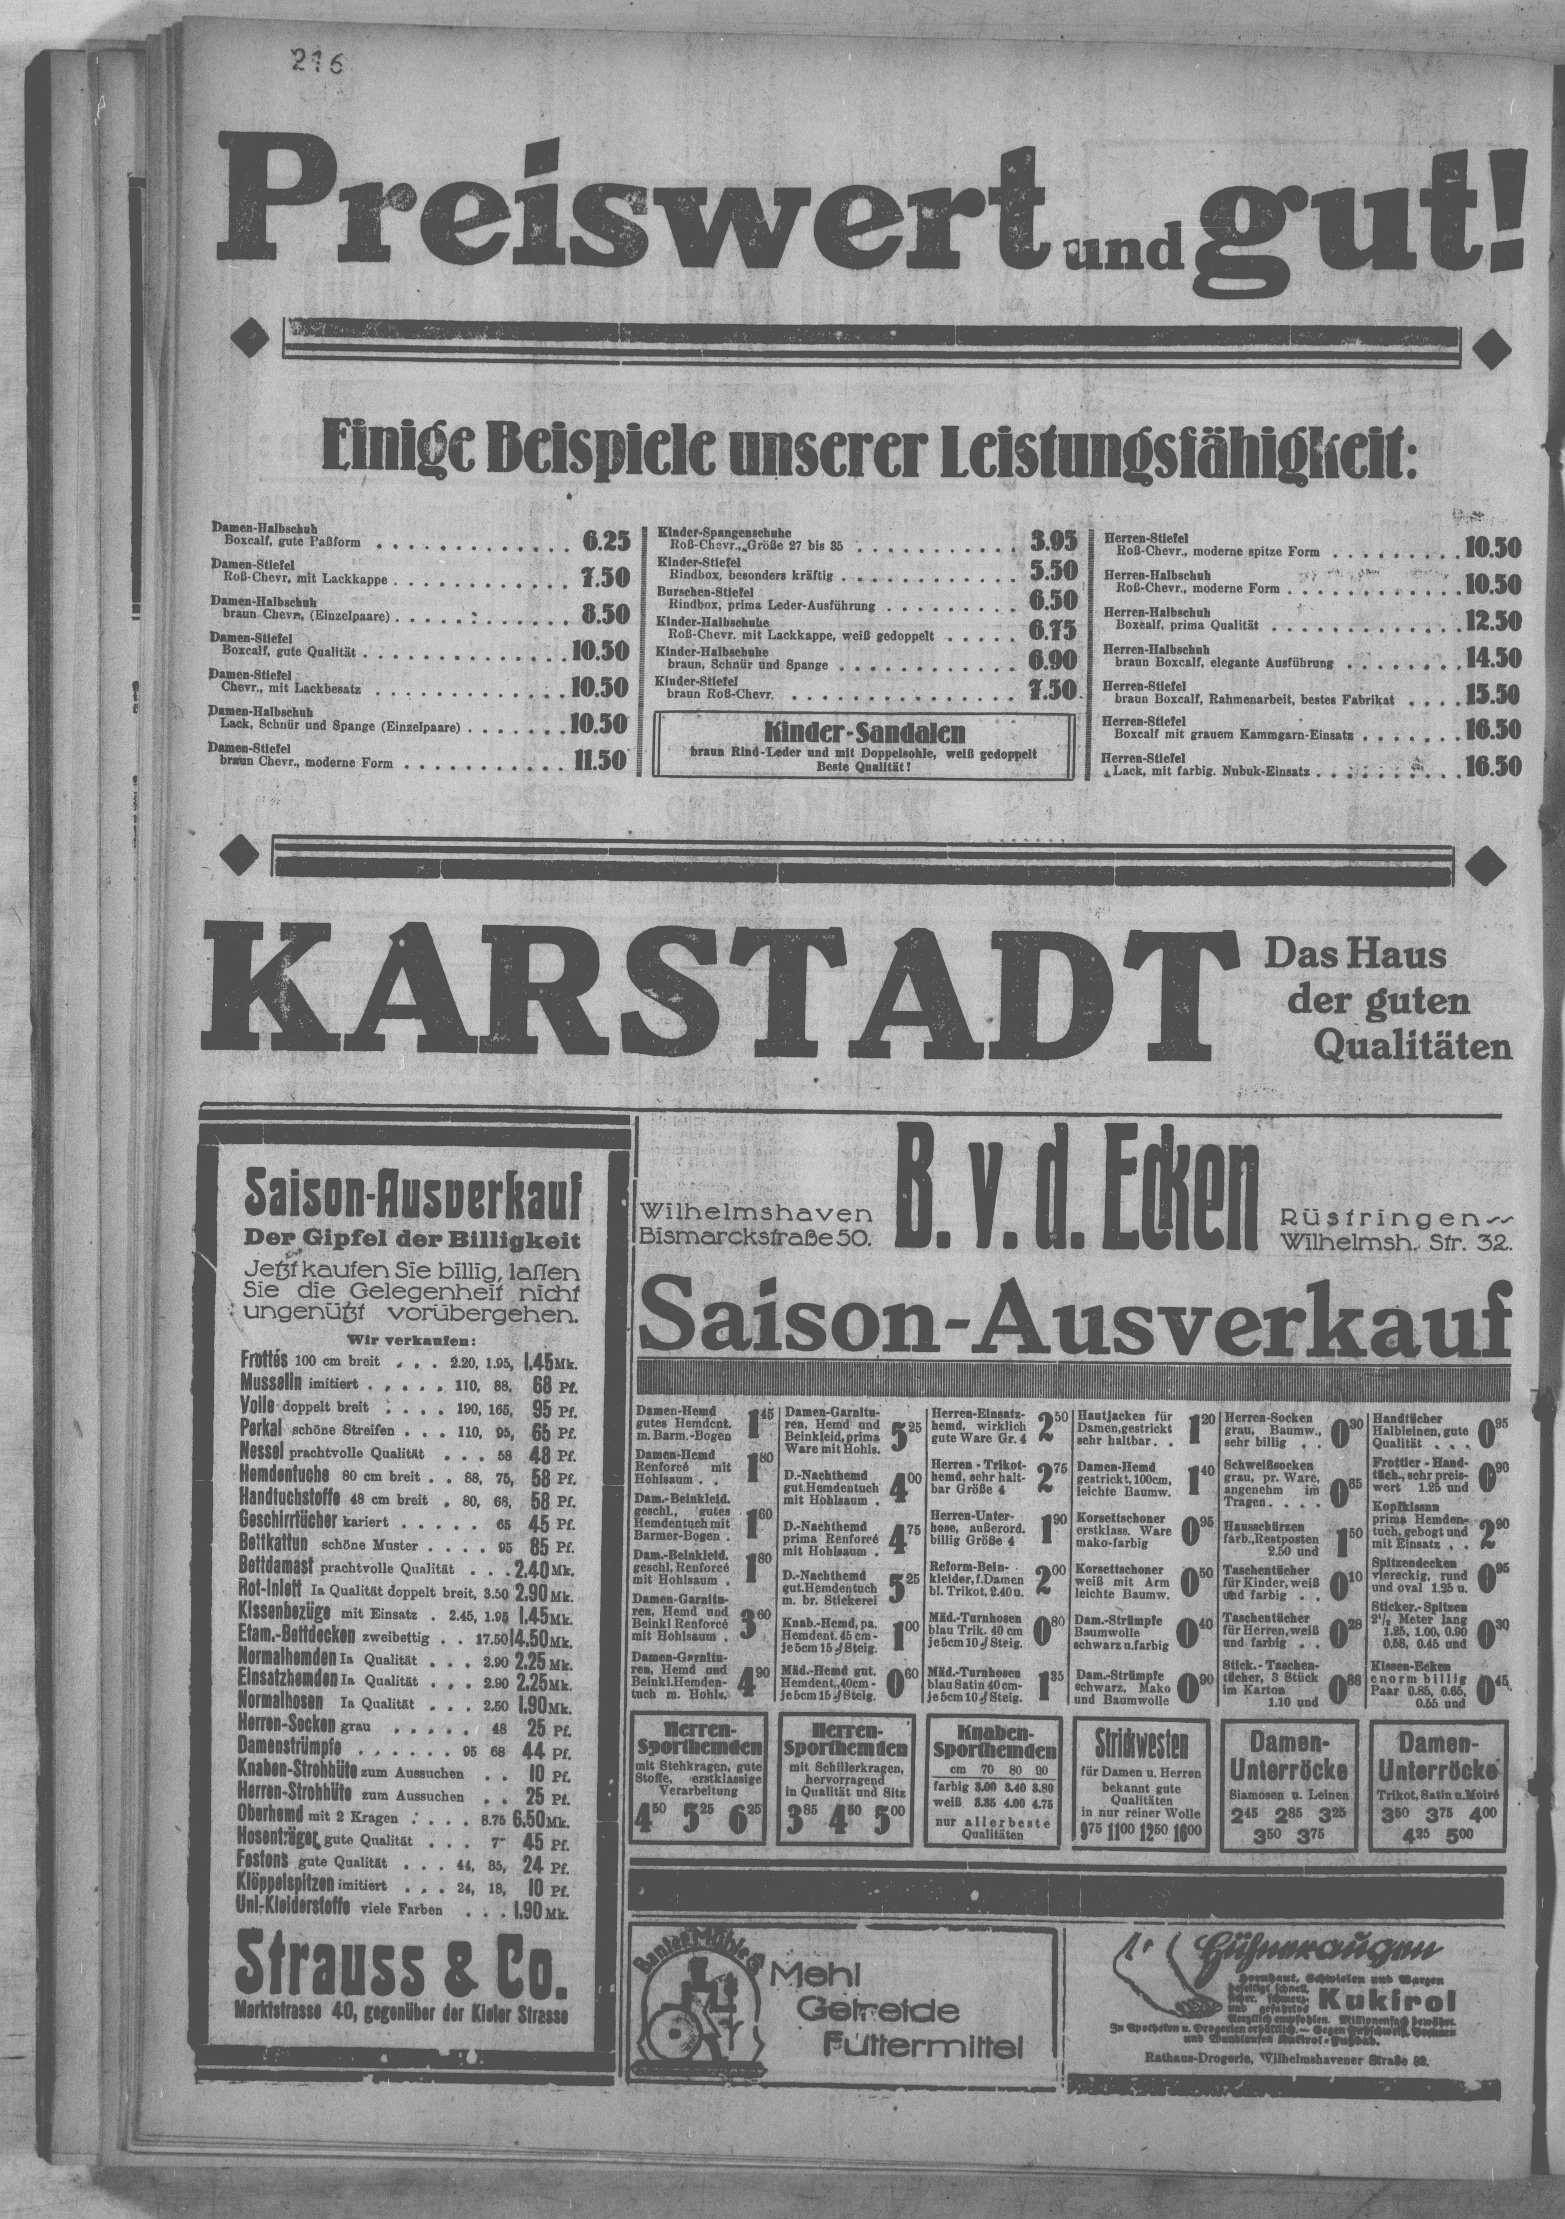 216
Preiswert und gut!
Einige Beispiele unserer Leistungsfähigkeit:
Damen-Halbschuh
Boxcalf, gute Paßform . . . . . . . . . . . . . 6.25
Damen-Stiefel
Roß-Chevr. mit Lackkappe . . . . . . . . . . . . 7.50
Damen-Halbschuh
braun Chevr. (Einzelpaare) . . . . . . . . . . . . 8.50
Damen-Stiefel
Boxcalf, gute Qualität . . . . . . . . . . . . . . 10.50
Damen-Stiefel
Chevr., mit Lackbesatz . . . . . . . . . . . . . 10.50
Damen-Halbschuh
Lack, Schnür und Spange (Einzelpaare) . . . . . . . 10.50
Damen-Stiefel
braun Chevr., moderne Form . . . . . . . . . . . 11.50
Kinder-Spangenschuhe
Roß-Chevr., Größe 27 bis 35 . . . . . . . . . . . 3.95
Kinder-Stiefel
Rindbox, besonders kräftig . . . . . . . . . . . . 5.50
Burschen-Stiefel
Rindbox, prima Leder-Ausführung . . . . . . . . . 6.50
Kinder-Halbschuhe
Roß-Chevr. mit Lackkappe, weiß gedoppelt . . . . . 6.75
Kinder-Halbschuhe
braun, Schnür und Spange . . . . . . . . . . . . 6.90
Kinder-Stiefel
braun Roß-Chevr. . . . . . . . . . . . . . . . 7.50
Kinder-Sandalen
braun Rind-Leder und mit Doppelsohle, weiß gedoppelt
Beste Qualität!
Herren-Stiefel
Roß-Chevr., moderne spitze Form . . . . . . . . . 10.50
Herren-Halbschuh
Roß-Chevr., moderne Form . . . . . . . . . . . . 10.50
Herren-Halbschuh
Boxcalf, prima Qualität . . . . . . . . . . . . . 12.50
Herren-Halbschuh
braun Boxcalf, elegante Ausführung . . . . . . . . 14.50
Herren-Stiefel
braun Boxcalf, Rahmenarbeit, bestes Fabrikat . . . . 15.50
Herren-Stiefel
Boxcalf mit grauem Kammgarn-Einsatz . . . . . . . 16.50
Herren-Stiefel
Lack, mit farbig. Nubuk-Einsatz . . . . . . . . . . 16.50
KARSTADT
Das Haus
der guten
Qualitäten
Saison-Ausverkauf
Der Gipfel der Billigkeit
Jetzt kaufen Sie billig, lassen
Sie die Gelegenheit nicht
ungenützt vorübergehen.
Wir verkaufen:
Frottés 100 cm breit . . . 2.20, 1.95, 1.45 Mk.
Musselin imitiert . . . . . 110, 88, 68 Pf.
Voile doppelt breit . . . . 190, 165, 95 Pf.
Perkal schöne Streifen . . . 110, 95, 65 Pf.
Nessel prachtvolle Qualität . . . 58 48 Pf.
Hemdentuche 80 cm breit . . 88, 75, 58 Pf.
Handtuchstoffe 48 cm breit . 80, 68, 58 Pf.
Geschirrtücher kariert . . . . . 65 45 Pf.
Bettkattun schöne Muster . . . . 95 85 Pf.
Bettdamast prachtvolle Qualität . . . 2.40 Mk.
Rot-Inlett Ia Qualität doppelt breit, 3.50 2.90 Mk.
Kissenbezüge mit Einsatz . 2.45, 1.95 1.45 Mk.
Etam.-Bettdecken zweibettig . . 17.50 14.50 Mk.
Normalhemden Ia Qualität . . . 2.90 2.25 Mk.
Einsatzhemden Ia Qualität . . . 2.90 2.25 Mk.
Normalhosen Ia Qualität . . . 2.50 1.90 Mk.
Herren-Socken grau . . . . . 48 25 Pf.
Damenstrümpfe . . . . . . 95 68 44 Pf.
Knaben-Strohhüte zum Aussuchen . . 10 Pf.
Herren-Strohhüte zum Aussuchen . . 25 Pf.
Oberhemd mit 2 Kragen . . . . 8.75 6.50 Mk.
Hosenträger gute Qualität . . . 45 Pf.
Festons gute Qualität . . . 44, 35, 24 Pf.
Klöppelspitzen imitiert . . . 24, 18, 10 Pf.
Uni-Kleiderstoffe viele Farben . . . 1.90 Mk.
Strauss & Co.
Marktstrasse 40, gegenüber der Kieler Strasse
B. v. d. Ecken
Wilhelmshaven
Bismarckstraße 50.
Rüstringen
Wilhelmsh. Str. 32.
Saison-Ausverkauf
Damen-Hemd
gutes Hemdent.
m. Barm.-Bogen 1 45
Damen-Hemd
Renforcé mit
Hohlsaum . . 1 80
Dam.-Beinkleid.
geschl., gutes
Hemdentuch mit
Barmer-Bogen . 1 60
Dam.-Beinkleid.
geschl. Renforcé
mit Hohlsaum . 1 80
Damen-Garnitu-
ren, Hemd und
Beinkl Renforcé
mit Hohlsaum . 3 60
Damen-Garnitu-
ren, Hemd und
Beinkl. Hemden-
tuch m. Hohls. 4 90
Damen-Garnitu-
ren, Hemd und
Beinkleid, prima
Ware mit Hohls. 5 25
D.-Nachthemd
gut. Hemdentuch
mit Hohlsaum . 4 00
D.-Nachthemd
prima Renforcé
mit Hohlsaum . 4 75
D.-Nachthemd
gut. Hemdentuch
m. br. Stickerei 5 25
Knab.-Hemd, pa.
Hemdent. 45 cm-
je 5cm 15 ₰ Steig. 1 00
Mäd.-Hemd gut.
Hemdent., 40cm-
je 5cm 15 ₰ Steig. 0 60
Herren-Einsatz-
hemd, wirklich
gute Ware Gr. 4 2 50
Herren-Trikot-
hemd, sehr halt-
bar Größe 4 2 75
Herren-Unter-
hose, außerord.
billig Größe 4 1 90
Reform-Bein-
kleider, f. Damen
bl. Trikot, 2.40 u. 2 00
Mäd.-Turnhosen
blau Trik. 40 cm
je 5cm 10 ₰ Steig. 0 80
Mäd.-Turnhosen
blau Satin 40 cm-
je 5cm 10 ₰ Steig. 1 35
Hautjacken für
Damen, gestrickt
sehr haltbar . . 1 20
Damen-Hemd
gestrickt, 100cm,
leichte Baumw. 1 40
Korsettschoner
erstklass. Ware
mako-farbig 0 95
Korsettschoner
weiß mit Arm
leichte Baumw. 0 50
Dam.-Strümpfe
Baumwolle
schwarz u. farbig 0 40
Dam.-Strümpfe
schwarz, Mako
und Baumwolle 0 90
Herren-Socken
grau, Baumw.,
sehr billig . . 0 30
Schweißsocken
grau, pr. Ware,
angenehm im
Tragen . . . . 0 65
Hausschürzen
farb., Restposten
2.50 und 1 50
Taschentücher
für Kinder, weiß
und farbig . . 0 10
Taschentücher
für Herren, weiß
und farbig . . 0 28
Stick.-Taschen-
tücher, 3 Stück
im Karton
1.10 und 0 88
Handtücher
Halbleinen, gute
Qualität . . . 0 95
Frottier-Hand-
tüch., sehr preis-
wert 1.25 und 0 90
Kopfkissen
prima Hemden-
tuch, gebogt und
mit Einsatz . . 2 90
Spitzendecken
viereckig, rund
und oval 1.25 u. 0 95
Sticker.-Spitzen
2½ Meter lang
1.25, 1.00, 0.90
0.58, 0.45 und 0 30
Kissen-Ecken
enorm billig
Paar 0.85, 0.65,
0.55 und 0 45
Herren-
Sporthemden
mit Stehkragen, gute
Stoffe, erstklassige
Verarbeitung
4 50 5 25 6 25
Herren-
Sporthemden
mit Schillerkragen,
hervorragend
in Qualität und Sitz
3 85 4 50 5 00
Knaben-
Sporthemden
cm 70 80 90
farbig 3.00 3.40 3.80
weiß 3.35 4.00 4.75
nur allerbeste
Qualitäten
Strickwesten
für Damen u. Herren
bekannt gute
Qualitäten
in nur reiner Wolle
9 75 11 00 12 50 16 00
Damen-
Unterröcke
Siamosen u. Leinen
2 45 2 85 3 25
3 50 3 75
Damen-
Unterröcke
Trikot, Satin u. Moiré
3 50 3 75 4 00
4 25 5 00
Banter Mühle
Mehl
Getreide
Futtermittel
Hühneraugen
Hornhaut, Schwielen und Warzen
beseitigt schnell,
sicher, schmerz-
und gefahrlos
Kukirol
Ärztlich empfohlen. Millionenfach bewährt.
In Apotheken u. Drogerien erhältlich. — Gegen Fußschweiß, Brennen
und Wundlaufen Kukirol-Fußbad.
Rathaus-Drogerie, Wilhelmshavener Straße 32.